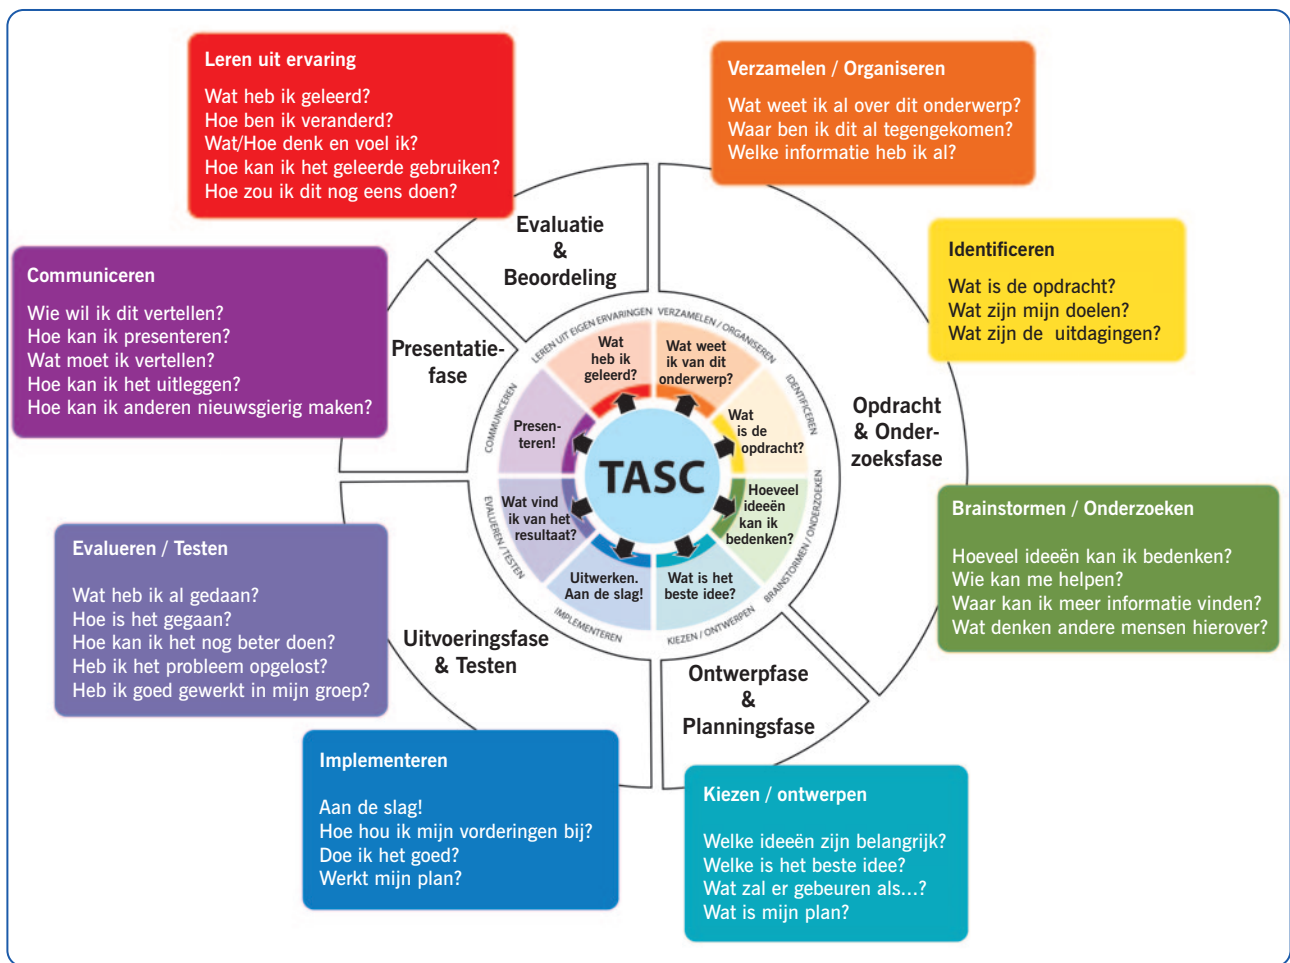 Leren uit ervaring
Wat heb ik geleerd?
Hoe ben ik veranderd?
Wat/Hoe denk en voel ik?
Hoe kan ik het geleerde gebruiken?
Hoe zou ik dit nog eens doen?
Verzamelen / Organiseren
Wat weet ik al over dit onderwerp?
Waar ben ik dit al tegengekomen?
Welke informatie heb ik al?
Identificeren
Wat is de opdracht?
Wat zijn mijn doelen?
Wat zijn de  uitdagingen?
Communiceren
Wie wil ik dit vertellen?
Hoe kan ik presenteren?
Wat moet ik vertellen?
Hoe kan ik het uitleggen?
Hoe kan ik anderen nieuwsgierig maken?
Evaluatie
&
Beoordeling
Presentatie-
fase
Opdracht
& Onder-
zoeksfase
LEREN UIT EIGEN ERVARINGEN
VERZAMELEN / ORGANISEREN
IDENTIFICEREN
BRAINSTORMEN / ONDERZOEKEN
KIEZEN / ONTWERPEN
IMPLEMENTEREN
EVALUEREN / TESTEN
COMMUNICEREN
Wat
heb ik
geleerd?
Wat weet
ik van dit
onderwerp?
Wat
is de
opdracht?
Hoeveel
ideeën
kan ik
bedenken?
Wat is het
beste idee?
Uitwerken.
Aan de slag!
Wat vind
ik van het
resultaat?
Presen-
teren!
TASC
Brainstormen / Onderzoeken
Hoeveel ideeën kan ik bedenken?
Wie kan me helpen?
Waar kan ik meer informatie vinden?
Wat denken andere mensen hierover?
Evalueren / Testen
Wat heb ik al gedaan?
Hoe is het gegaan?
Hoe kan ik het nog beter doen?
Heb ik het probleem opgelost?
Heb ik goed gewerkt in mijn groep?
Uitvoeringsfase
& Testen
Ontwerpfase
&
Planningsfase
Implementeren
Aan de slag!
Hoe hou ik mijn vorderingen bij?
Doe ik het goed?
Werkt mijn plan?
Kiezen / ontwerpen
Welke ideeën zijn belangrijk?
Welke is het beste idee?
Wat zal er gebeuren als...?
Wat is mijn plan?